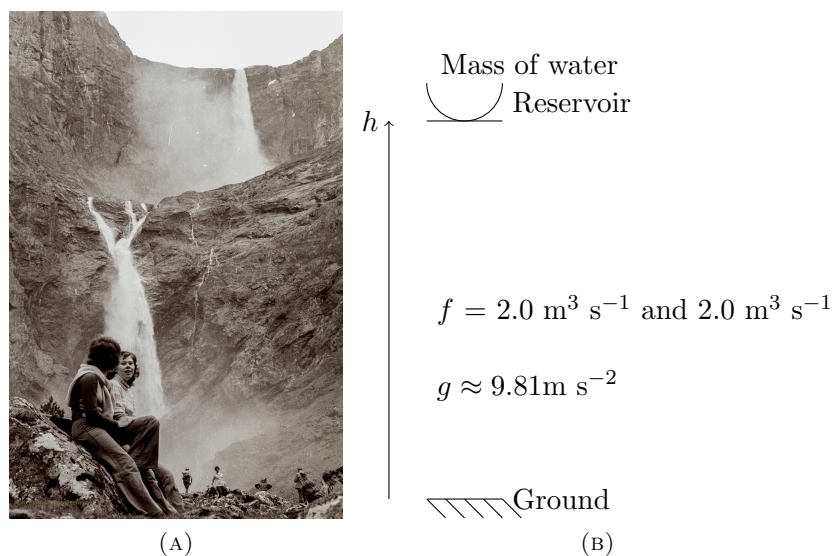 Mass of water
Reservoir
h
f = 2.0 m³ s⁻¹ and 2.0 m³ s⁻¹
g ≈ 9.81m s⁻²
Ground
(A)
(B)